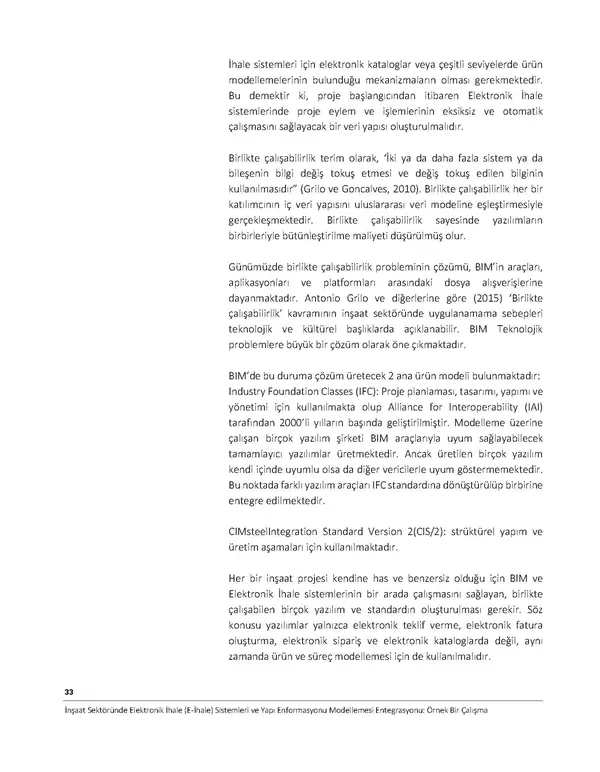 İhale sistemleri için elektronik kataloglar veya çeşitli seviyelerde ürün
modellemelerinin bulunduğu mekanizmaların olması gerekmektedir.
Bu demektir ki, proje başlangıcından itibaren Elektronik İhale
sistemlerinde proje eylem ve işlemlerinin eksiksiz ve otomatik
çalışmasını sağlayacak bir veri yapısı oluşturulmalıdır.
Birlikte çalışabilirlik terim olarak, ‘İki ya da daha fazla sistem ya da
bileşenin bilgi değiş tokuş etmesi ve değiş tokuş edilen bilginin
kullanılmasıdır” (Grilo ve Goncalves, 2010). Birlikte çalışabilirlik her bir
katılımcının iç veri yapısını uluslararası veri modeline eşleştirmesiyle
gerçekleşmektedir. Birlikte çalışabilirlik sayesinde yazılımların
birbirleriyle bütünleştirilme maliyeti düşürülmüş olur.
Günümüzde birlikte çalışabilirlik probleminin çözümü, BIM’in araçları,
aplikasyonları ve platformları arasındaki dosya alışverişlerine
dayanmaktadır. Antonio Grilo ve diğerlerine göre (2015) ‘Birlikte
çalışabilirlik’ kavramının inşaat sektöründe uygulanamama sebepleri
teknolojik ve kültürel başlıklarda açıklanabilir. BIM Teknolojik
problemlere büyük bir çözüm olarak öne çıkmaktadır.
BIM’de bu duruma çözüm üretecek 2 ana ürün modeli bulunmaktadır:
Industry Foundation Classes (IFC): Proje planlaması, tasarımı, yapımı ve
yönetimi için kullanılmakta olup Alliance for Interoperability (IAI)
tarafından 2000’li yılların başında geliştirilmiştir. Modelleme üzerine
çalışan birçok yazılım şirketi BIM araçlarıyla uyum sağlayabilecek
tamamlayıcı yazılımlar üretmektedir. Ancak üretilen birçok yazılım
kendi içinde uyumlu olsa da diğer vericilerle uyum göstermemektedir.
Bu noktada farklı yazılım araçları IFC standardına dönüştürülüp birbirine
entegre edilmektedir.
CIMsteelIntegration Standard Version 2(CIS/2): strüktürel yapım ve
üretim aşamaları için kullanılmaktadır.
Her bir inşaat projesi kendine has ve benzersiz olduğu için BIM ve
Elektronik İhale sistemlerinin bir arada çalışmasını sağlayan, birlikte
çalışabilen birçok yazılım ve standardın oluşturulması gerekir. Söz
konusu yazılımlar yalnızca elektronik teklif verme, elektronik fatura
oluşturma, elektronik sipariş ve elektronik kataloglarda değil, aynı
zamanda ürün ve süreç modellemesi için de kullanılmalıdır.
33
İnşaat Sektöründe Elektronik İhale (E-İhale) Sistemleri ve Yapı Enformasyonu Modellemesi Entegrasyonu: Örnek Bir Çalışma